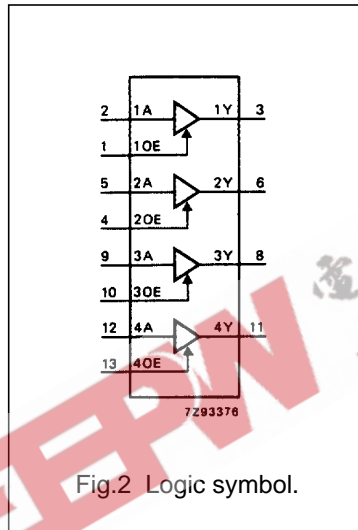 2 1A 1Y 3
1 1OE
5 2A 2Y 6
4 2OE
9 3A 3Y 8
10 3OE
12 4A 4Y 11
13 4OE
7Z93376
EEPW
Fig.2 Logic symbol.